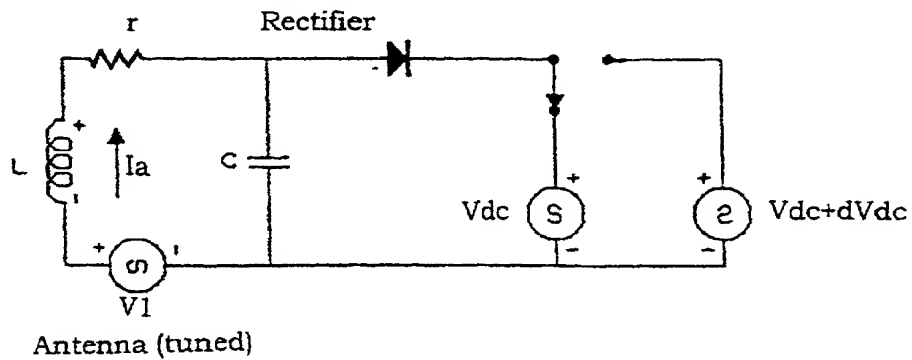 r
Rectifier
L
Ia
C
Vdc
Vdc+dVdc
V1
Antenna (tuned)